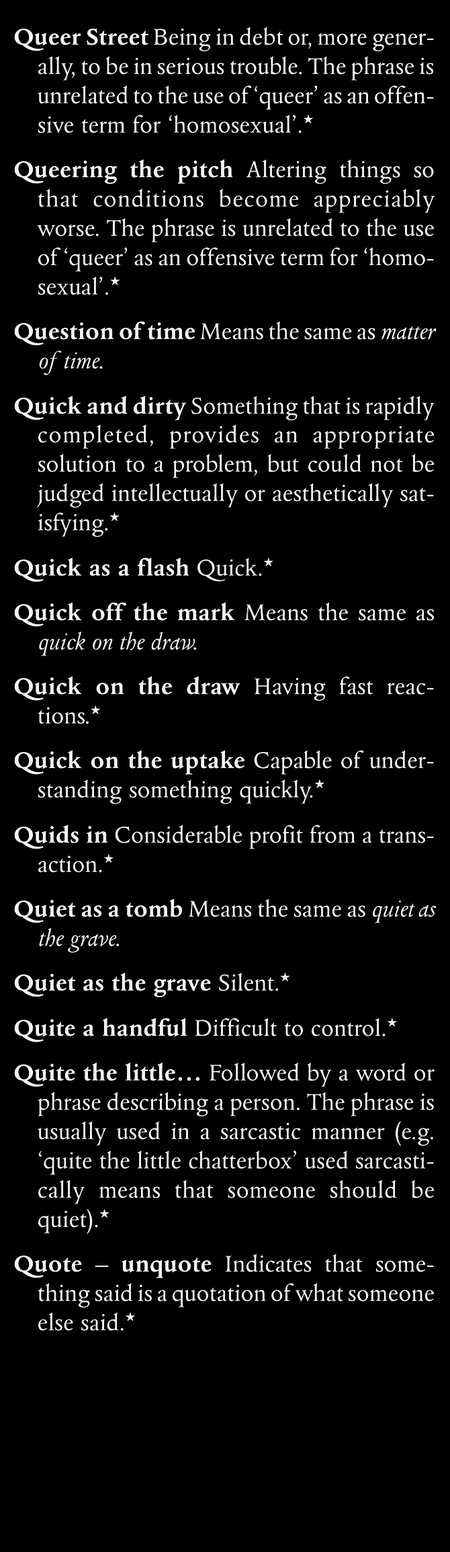 Queer Street Being in debt or, more gener-
ally, to be in serious trouble. The phrase is
unrelated to the use of ‘queer’ as an offen-
sive term for ‘homosexual’.★
Queering the pitch Altering things so
that conditions become appreciably
worse. The phrase is unrelated to the use
of ‘queer’ as an offensive term for ‘homo-
sexual’.★
Question of time Means the same as matter
of time.
Quick and dirty Something that is rapidly
completed, provides an appropriate
solution to a problem, but could not be
judged intellectually or aesthetically sat-
isfying.★
Quick as a flash Quick.★
Quick off the mark Means the same as
quick on the draw.
Quick on the draw Having fast reac-
tions.★
Quick on the uptake Capable of under-
standing something quickly.★
Quids in Considerable profit from a trans-
action.★
Quiet as a tomb Means the same as quiet as
the grave.
Quiet as the grave Silent.★
Quite a handful Difficult to control.★
Quite the little… Followed by a word or
phrase describing a person. The phrase is
usually used in a sarcastic manner (e.g.
‘quite the little chatterbox’ used sarcasti-
cally means that someone should be
quiet).★
Quote – unquote Indicates that some-
thing said is a quotation of what someone
else said.★